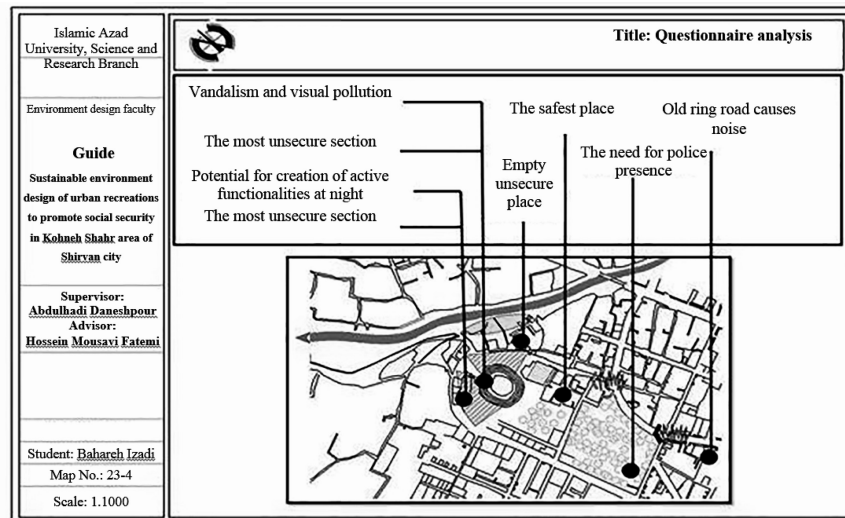 Islamic Azad
University, Science and
Research Branch
Environment design faculty
Guide
Sustainable environment
design of urban recreations
to promote social security
in Kohneh Shahr area of
Shirvan city
Supervisor:
Abdulhadi Daneshpour
Advisor:
Hossein Mousavi Fatemi
Student: Bahareh Izadi
Map No.: 23-4
Scale: 1.1000
Title: Questionnaire analysis
Vandalism and visual pollution
The most unsecure section
Potential for creation of active
functionalities at night
The most unsecure section
Empty
unsecure
place
The safest place
The need for police
presence
Old ring road causes
noise